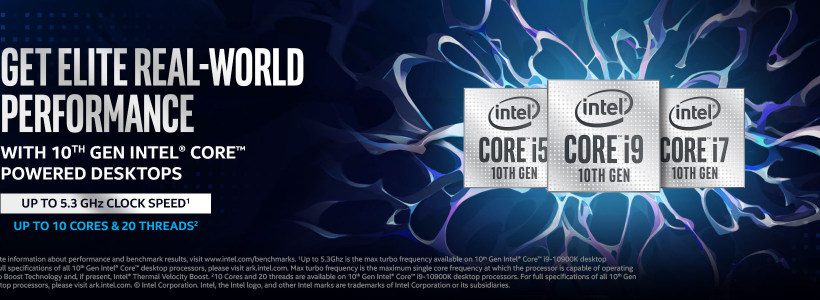 GET ELITE REAL-WORLD
PERFORMANCE
WITH 10TH GEN INTEL® CORE™
POWERED DESKTOPS
UP TO 5.3 GHz CLOCK SPEED¹
UP TO 10 CORES & 20 THREADS²
intel®
CORE™ i5
10TH GEN
intel®
CORE™ i9
10TH GEN
intel®
CORE i7
10TH GEN
information about performance and benchmark results, visit www.intel.com/benchmarks. ¹Up to 5.3Ghz is the max turbo frequency available on 10th Gen Intel® Core™ i9-10900K desktop
full specifications of all 10th Gen Intel® Core™ desktop processors, please visit ark.intel.com. Max turbo frequency is the maximum single core frequency at which the processor is capable of operating
Boost Technology and, if present, Intel® Thermal Velocity Boost. ²10 Cores and 20 threads are available on 10th Gen Intel® Core™ i9-10900K desktop processors. For full specifications of all 10th Gen
processors, please visit ark.intel.com. © Intel Corporation. Intel, the Intel logo, and other Intel marks are trademarks of Intel Corporation or its subsidiaries.